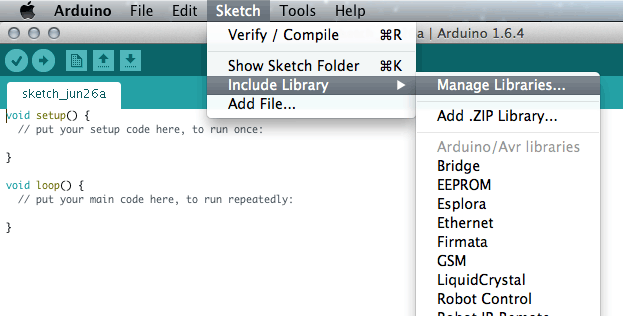 Arduino File Edit Sketch Tools Help
Verify / Compile ⌘R
a | Arduino 1.6.4
Show Sketch Folder ⌘K
Include Library
Add File...
Manage Libraries...
Add .ZIP Library...
Arduino/Avr libraries
Bridge
EEPROM
Esplora
Ethernet
Firmata
GSM
LiquidCrystal
Robot Control
Robot IR Remote
sketch_jun26a
void setup() {
// put your setup code here, to run once:
}
void loop() {
// put your main code here, to run repeatedly:
}